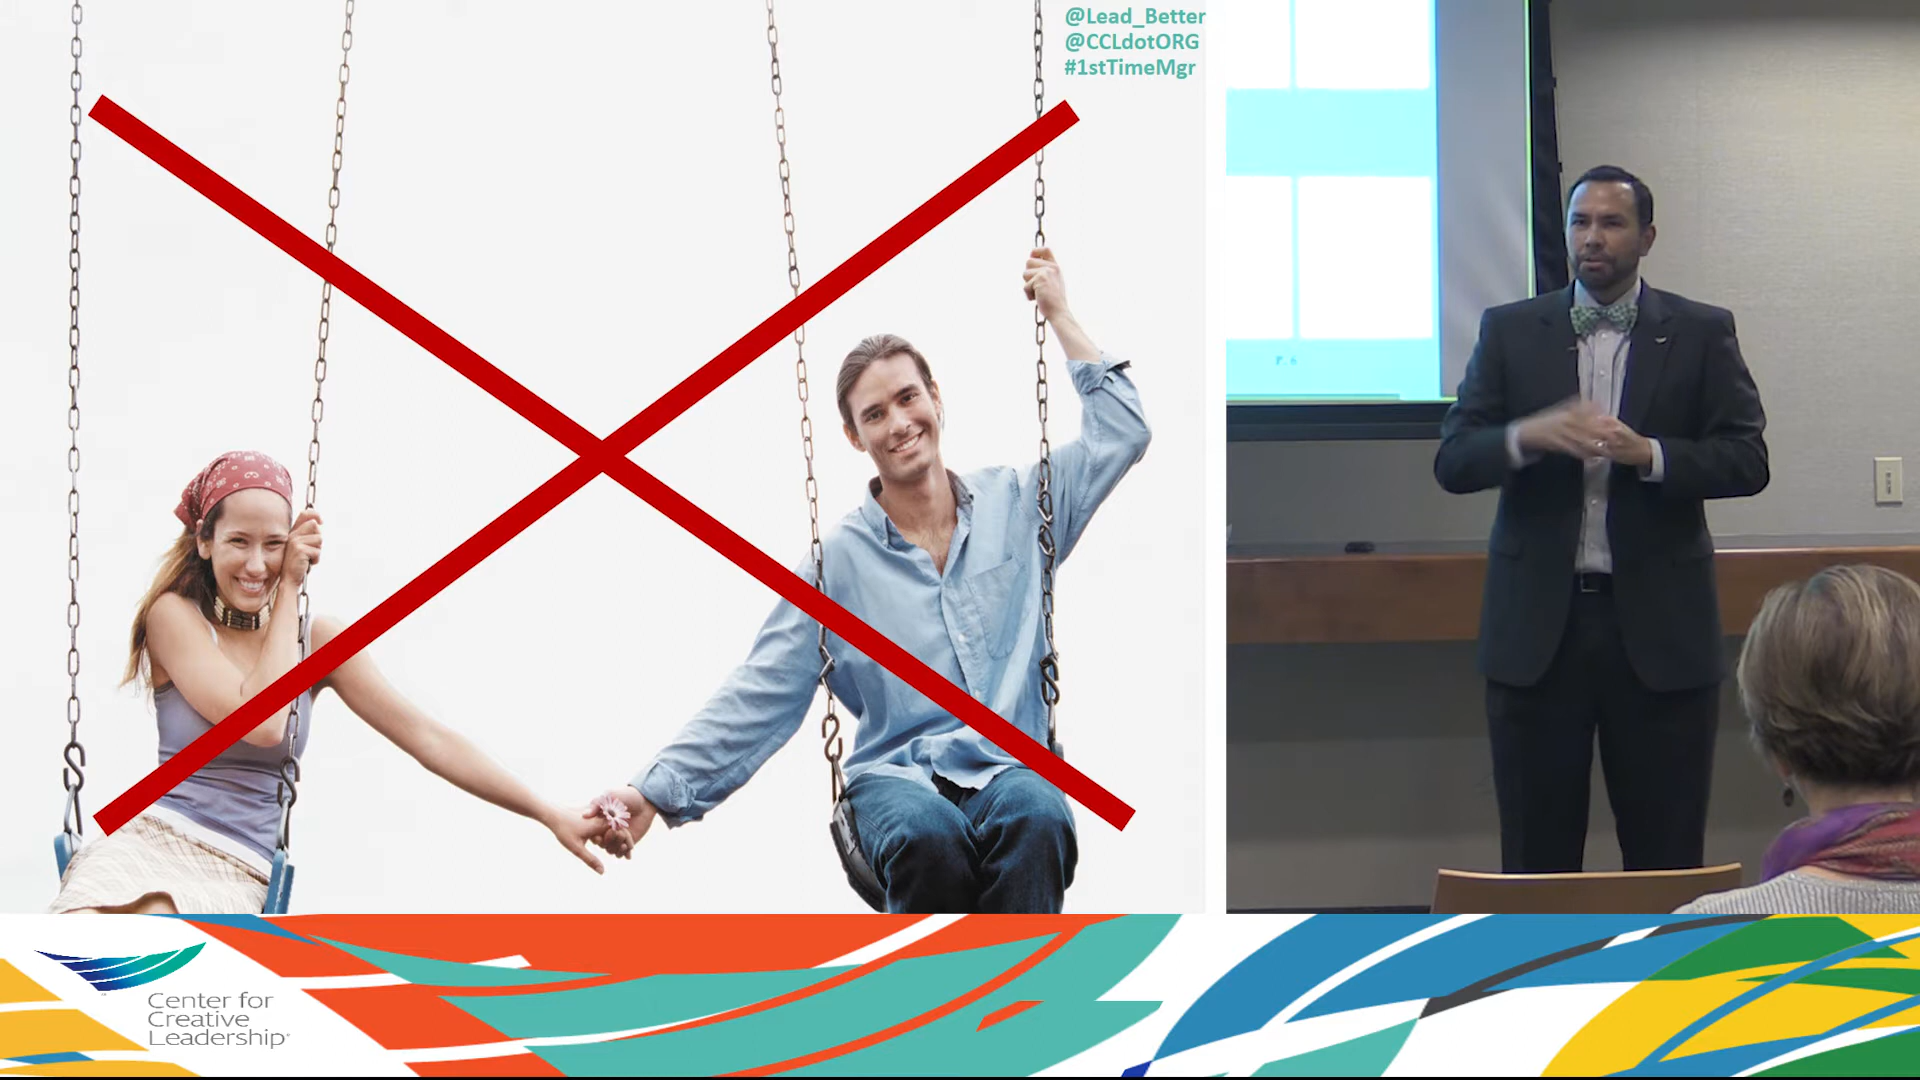 @Lead_Better
@CCLdotORG
#1stTimeMgr
Center for
Creative
Leadership